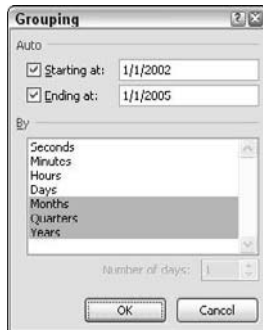 Grouping
Auto
Starting at: 1/1/2002
Ending at: 1/1/2005
By
Seconds
Minutes
Hours
Days
Months
Quarters
Years
Number of days: 1
OK Cancel